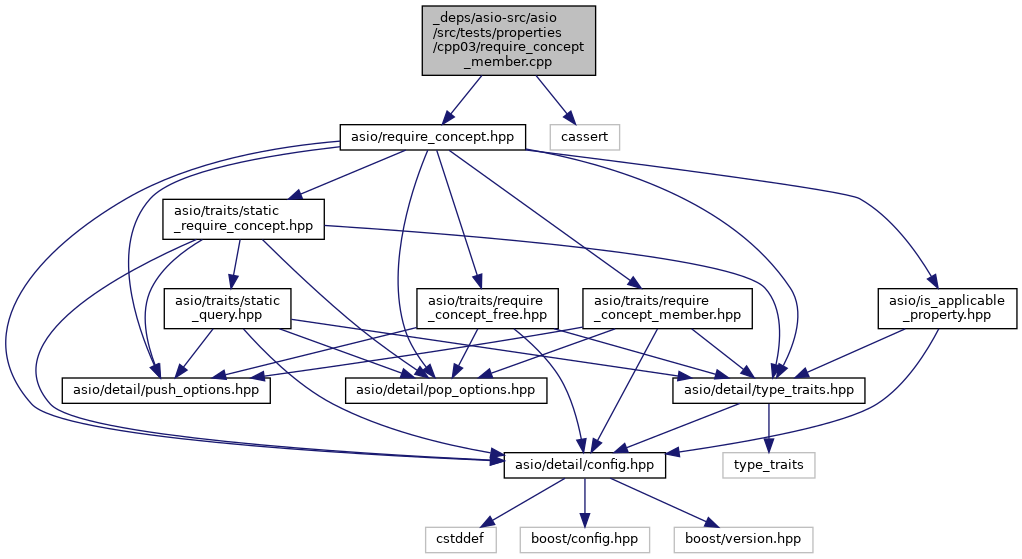 _deps/asio-src/asio
/src/tests/properties
/cpp03/require_concept
_member.cpp
asio/require_concept.hpp
cassert
asio/traits/static
_require_concept.hpp
asio/traits/static
_query.hpp
asio/traits/require
_concept_free.hpp
asio/traits/require
_concept_member.hpp
asio/is_applicable
_property.hpp
asio/detail/push_options.hpp
asio/detail/pop_options.hpp
asio/detail/type_traits.hpp
asio/detail/config.hpp
type_traits
cstddef
boost/config.hpp
boost/version.hpp